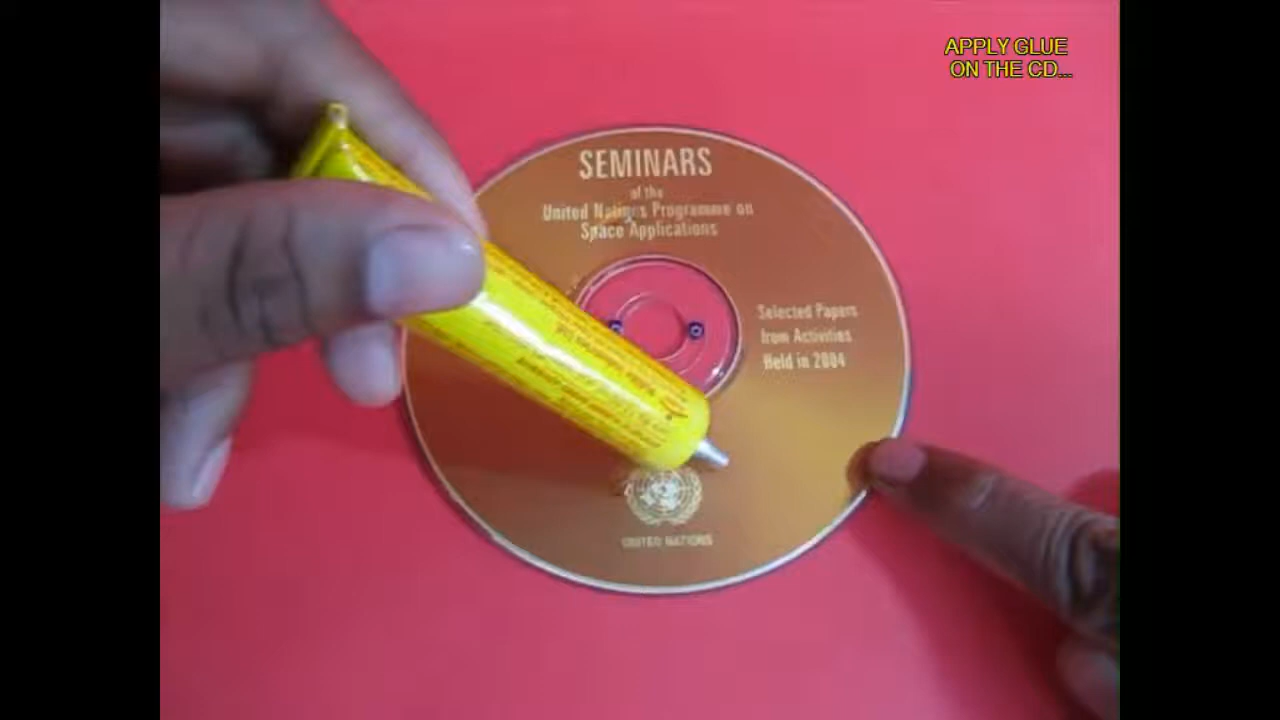 APPLY GLUE
ON THE CD...
SEMINARS
of the
United Nations Programme on
Space Applications
Selected Papers
from Activities
Held in 2004
UNITED NATIONS